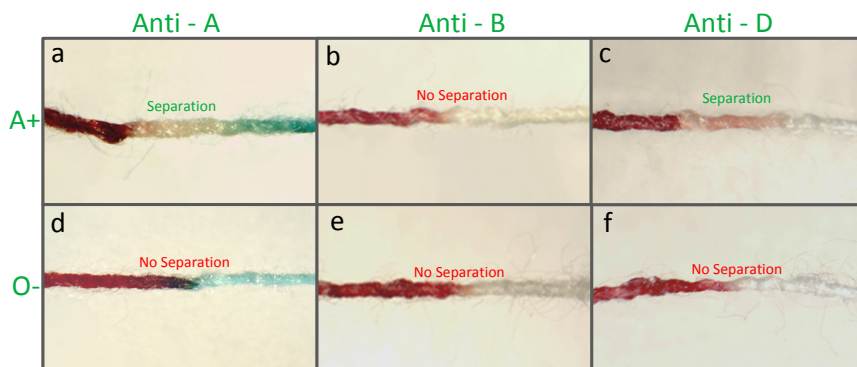 Anti - A Anti - B Anti - D
a b c
Separation No Separation Separation
A+
d e f
No Separation No Separation No Separation
O-